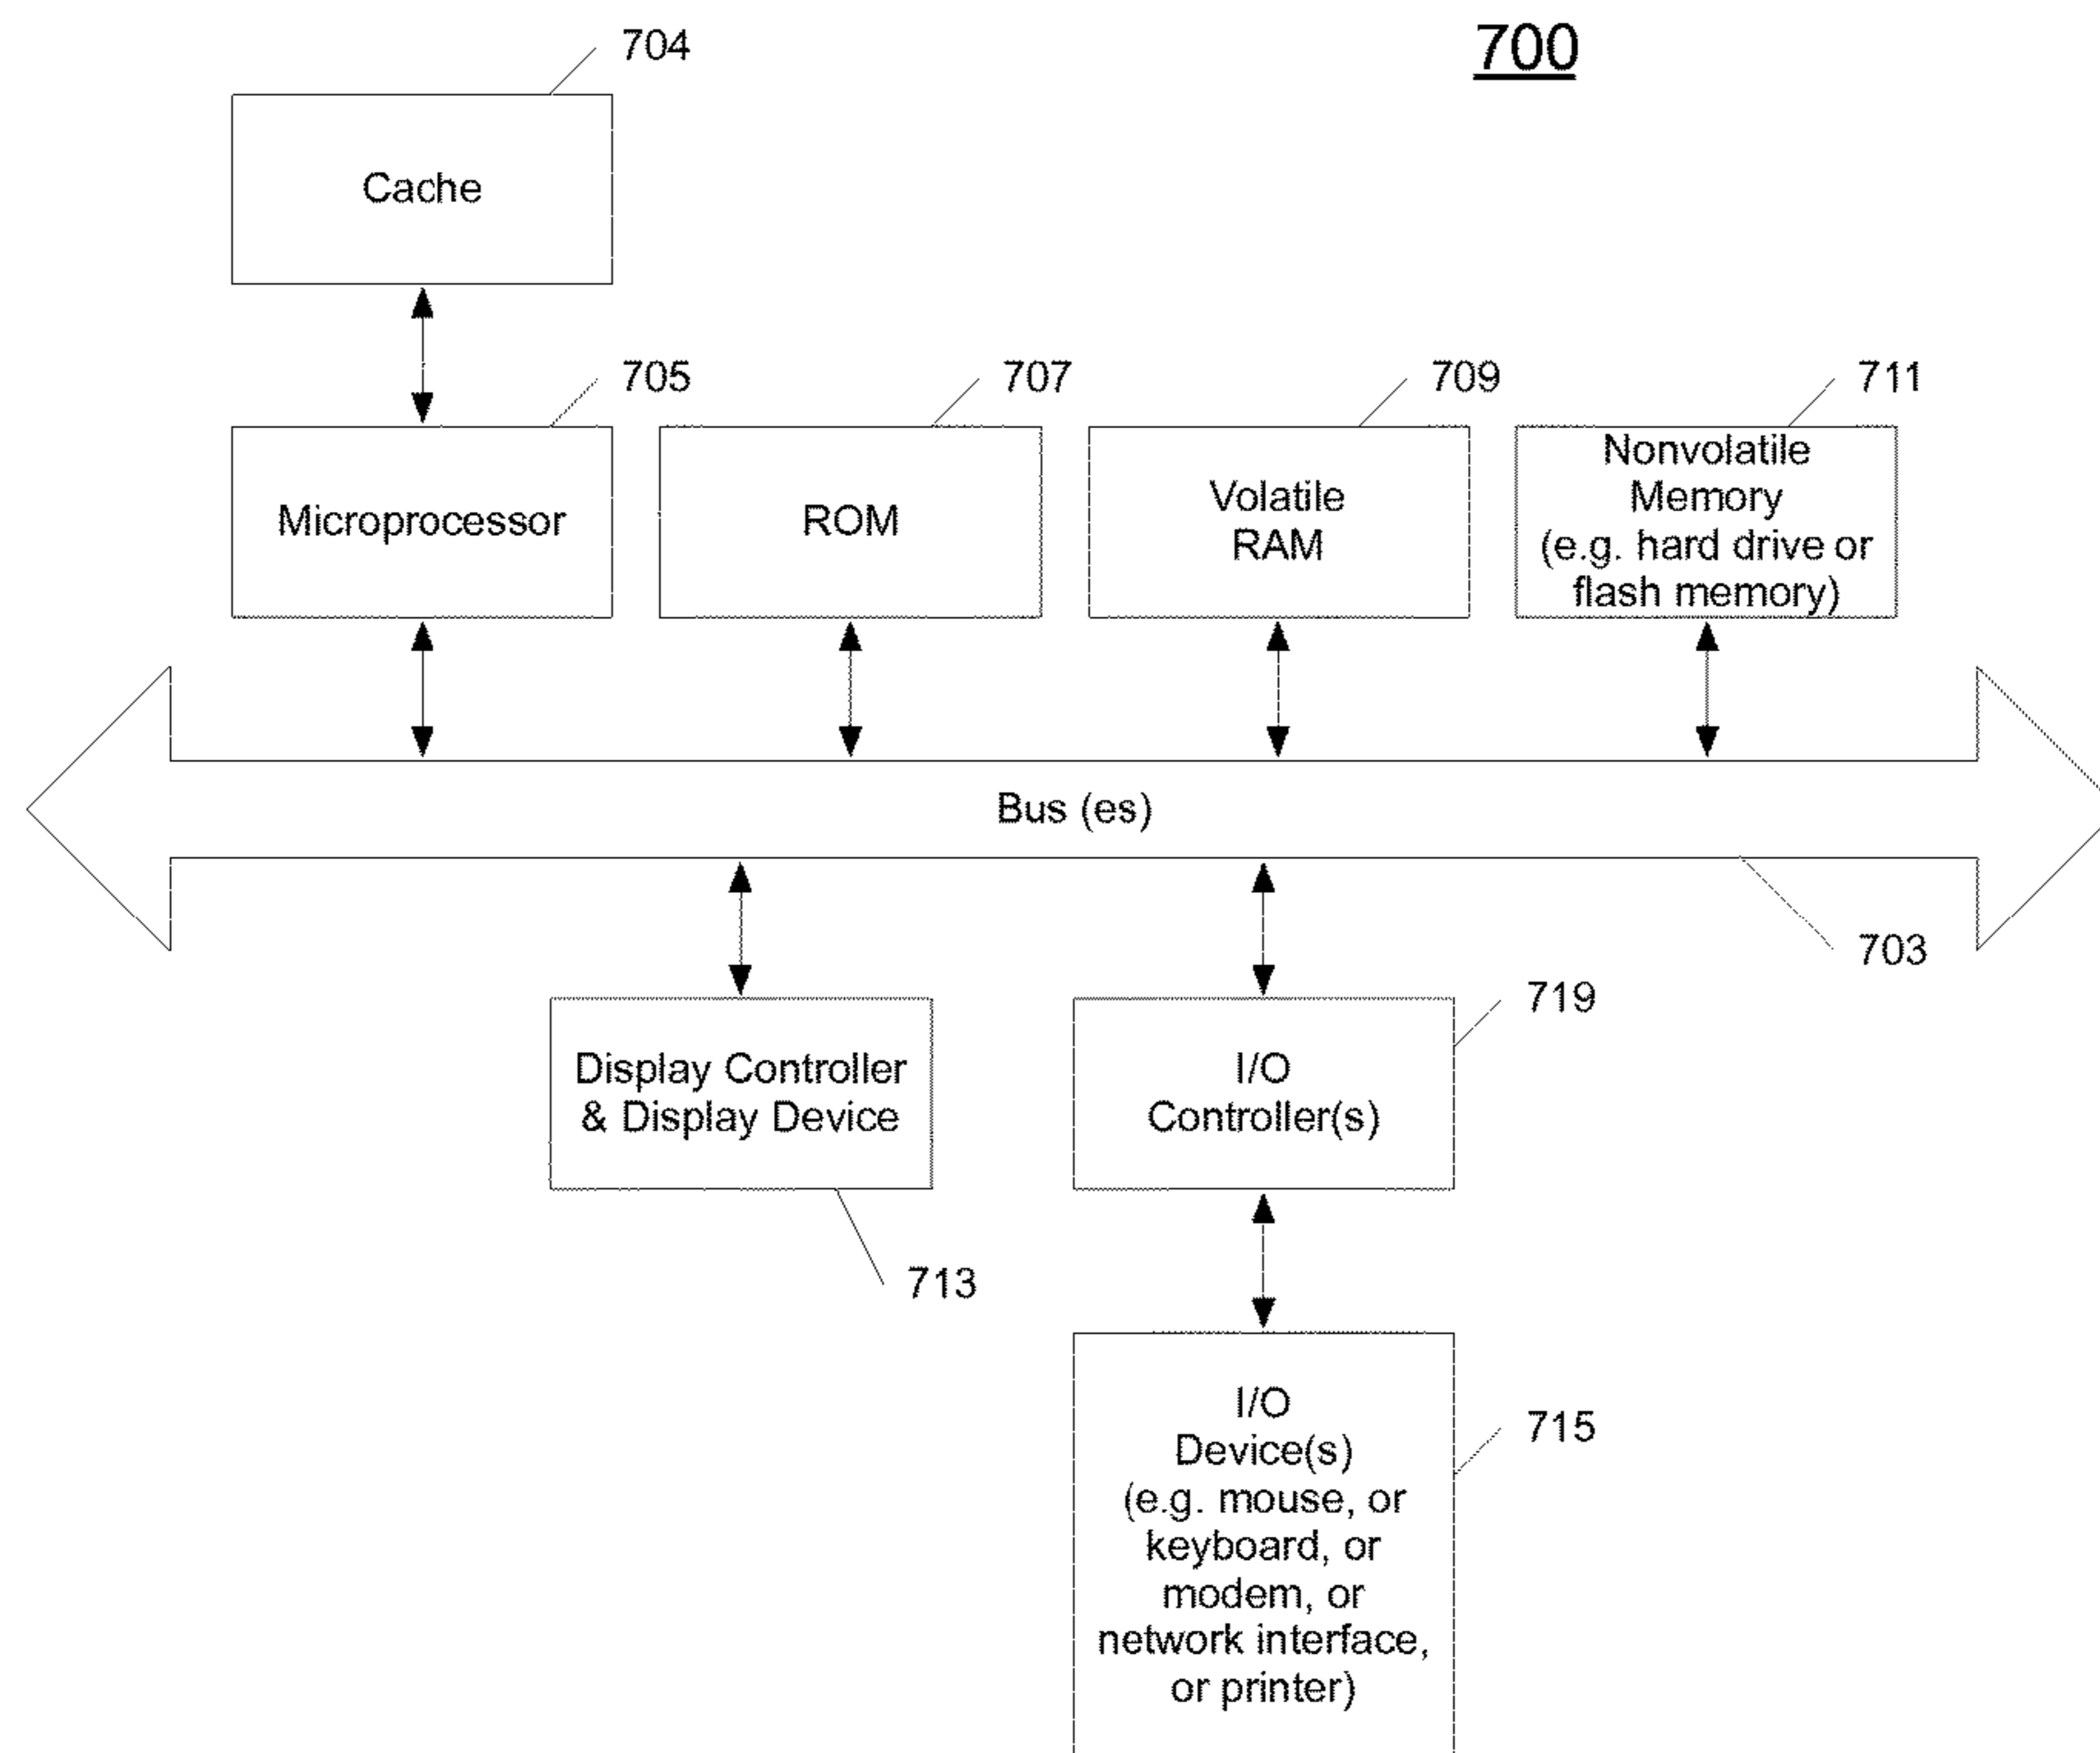 700
704
Cache
705
707
709
711
Microprocessor
ROM
Volatile
RAM
Nonvolatile
Memory
(e.g. hard drive or
flash memory)
Bus (es)
703
Display Controller
& Display Device
713
719
I/O
Controller(s)
I/O
Device(s)
(e.g. mouse, or
keyboard, or
modem, or
network interface,
or printer)
715